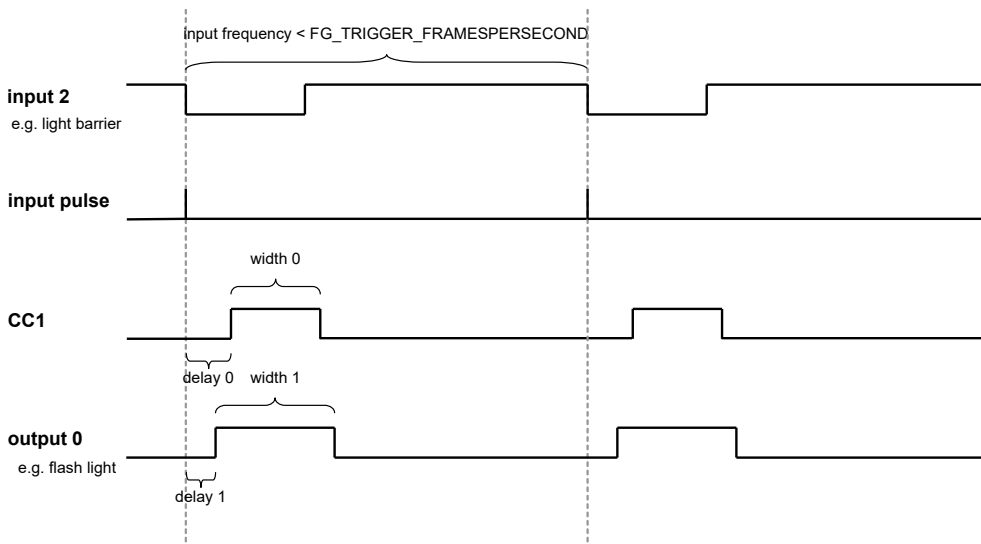 input frequency < FG_TRIGGER_FRAMESPERSECOND
input 2
e.g. light barrier
input pulse
width 0
CC1
delay 0
width 1
output 0
e.g. flash light
delay 1